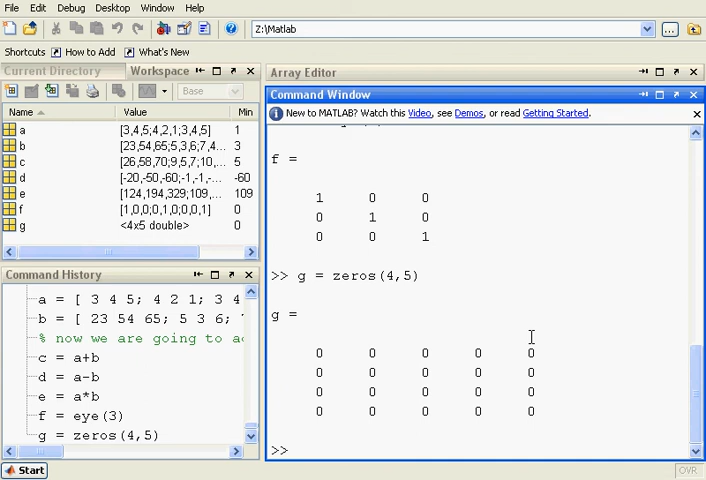 File Edit Debug Desktop Window Help
Z:\Matlab
...
Shortcuts How to Add What's New
Current Directory Workspace
Base
Name Value Min
a [3,4,5;4,2,1;3,4,5] 1
b [23,54,65;5,3,6;7,4... 3
c [26,58,70;9,5,7;10,... 5
d [-20,-50,-60;-1,-1,... -60
e [124,194,329;109,... 109
f [1,0,0;0,1,0;0,0,1] 0
g <4x5 double> 0
Command History
a = [ 3 4 5; 4 2 1; 3 4
b = [ 23 54 65; 5 3 6;
% now we are going to
c = a+b
d = a-b
e = a*b
f = eye(3)
g = zeros(4,5)
Array Editor
Command Window
New to MATLAB? Watch this Video, see Demos, or read Getting Started.
f =
1 0 0
0 1 0
0 0 1
>> g = zeros(4,5)
g =
0 0 0 0 0
0 0 0 0 0
0 0 0 0 0
0 0 0 0 0
>>
Start
OVR